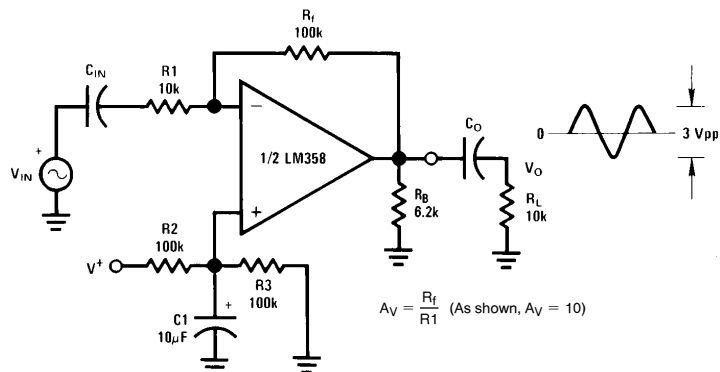 Rf
100k
CIN
R1
10k
−
CO
+
1/2 LM358
0
3 Vpp
VIN
VO
+
RB
6.2k
RL
10k
R2
100k
V+
R3
100k
+
C1
10μF
AV = Rf/R1 (As shown, AV = 10)